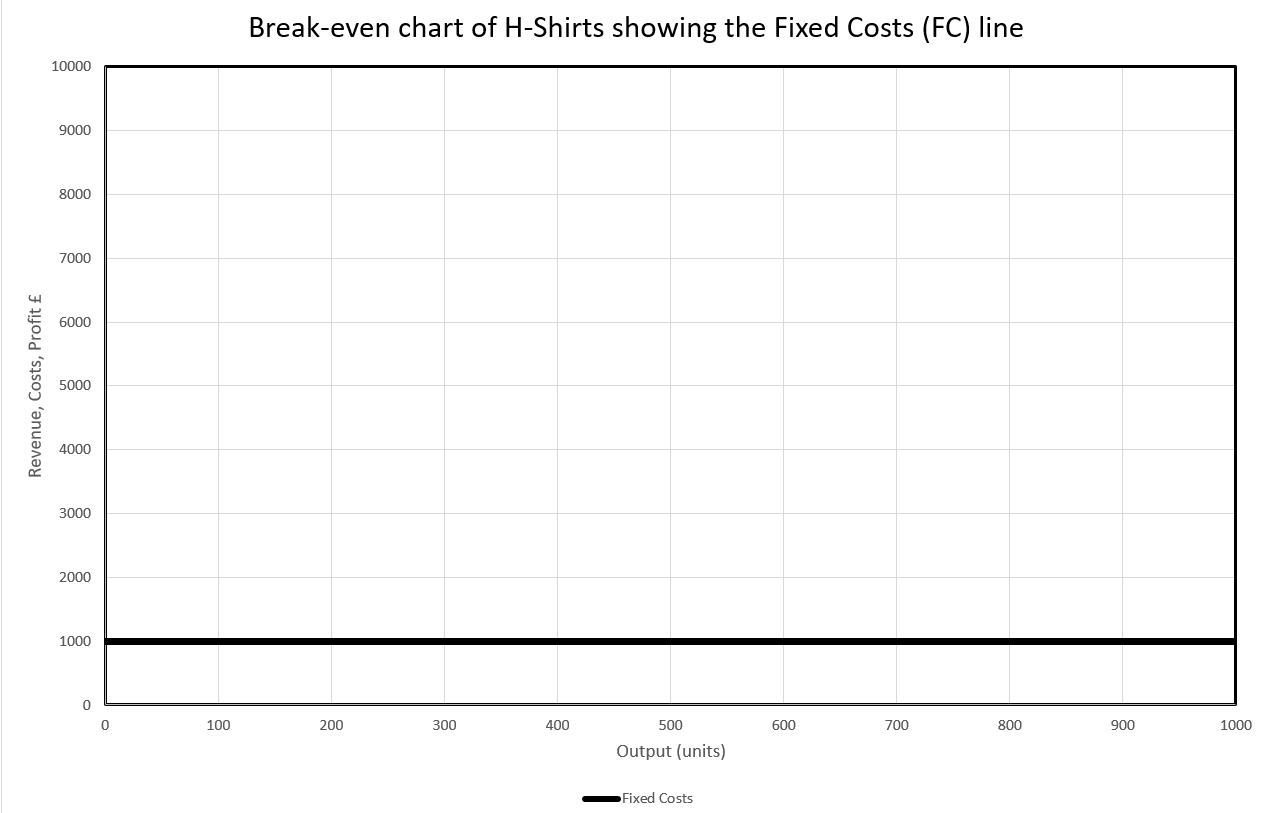 Break-even chart of H-Shirts showing the Fixed Costs (FC) line
Revenue, Costs, Profit £
10000
9000
8000
7000
6000
5000
4000
3000
2000
1000
0
0 100 200 300 400 500 600 700 800 900 1000
Output (units)
Fixed Costs